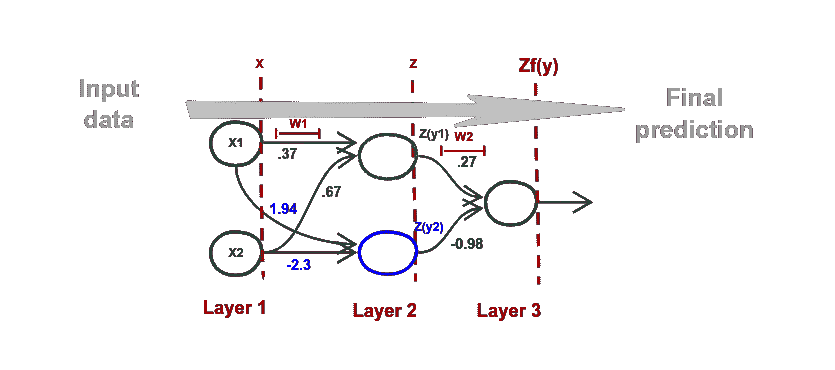 x
z
Zf(y)
Input
data
Final
prediction
W1
Z(y1)
W2
X1
.37
.27
.67
1.94
Z(y2)
X2
-2.3
-0.98
Layer 1
Layer 2
Layer 3